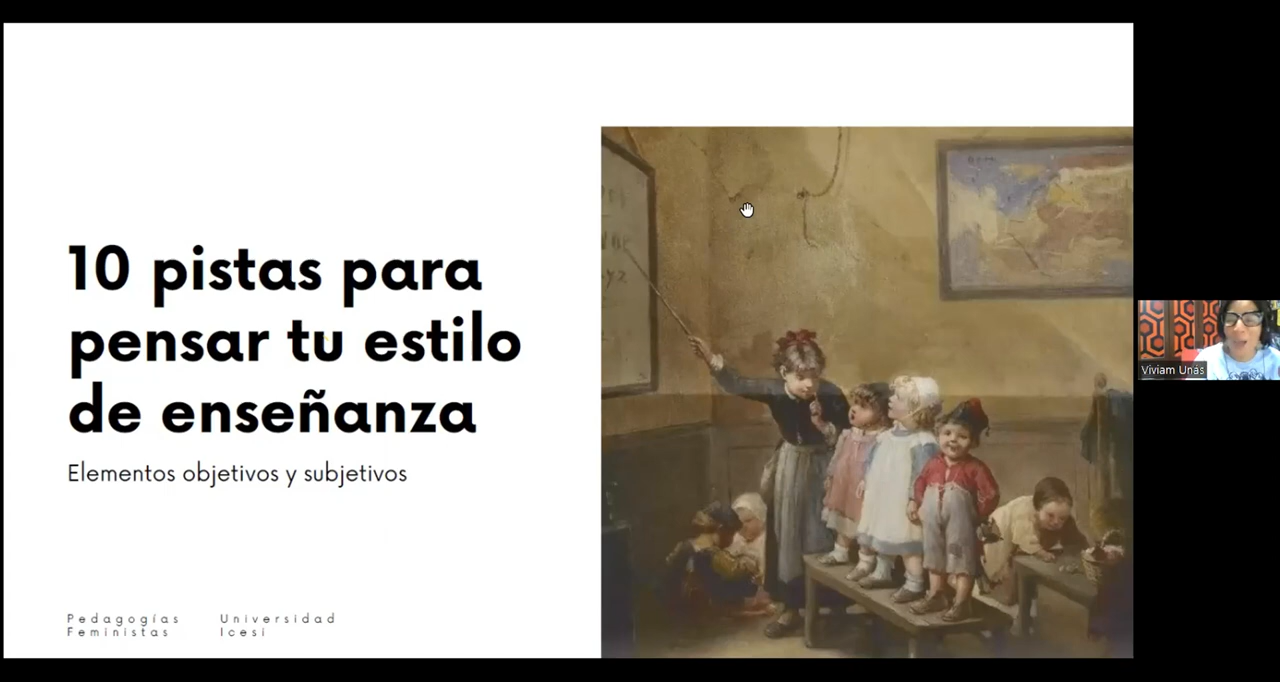 10 pistas para
pensar tu estilo
de enseñanza
Elementos objetivos y subjetivos
Pedagogías
Feministas
Universidad
Icesi
Viviam Unás